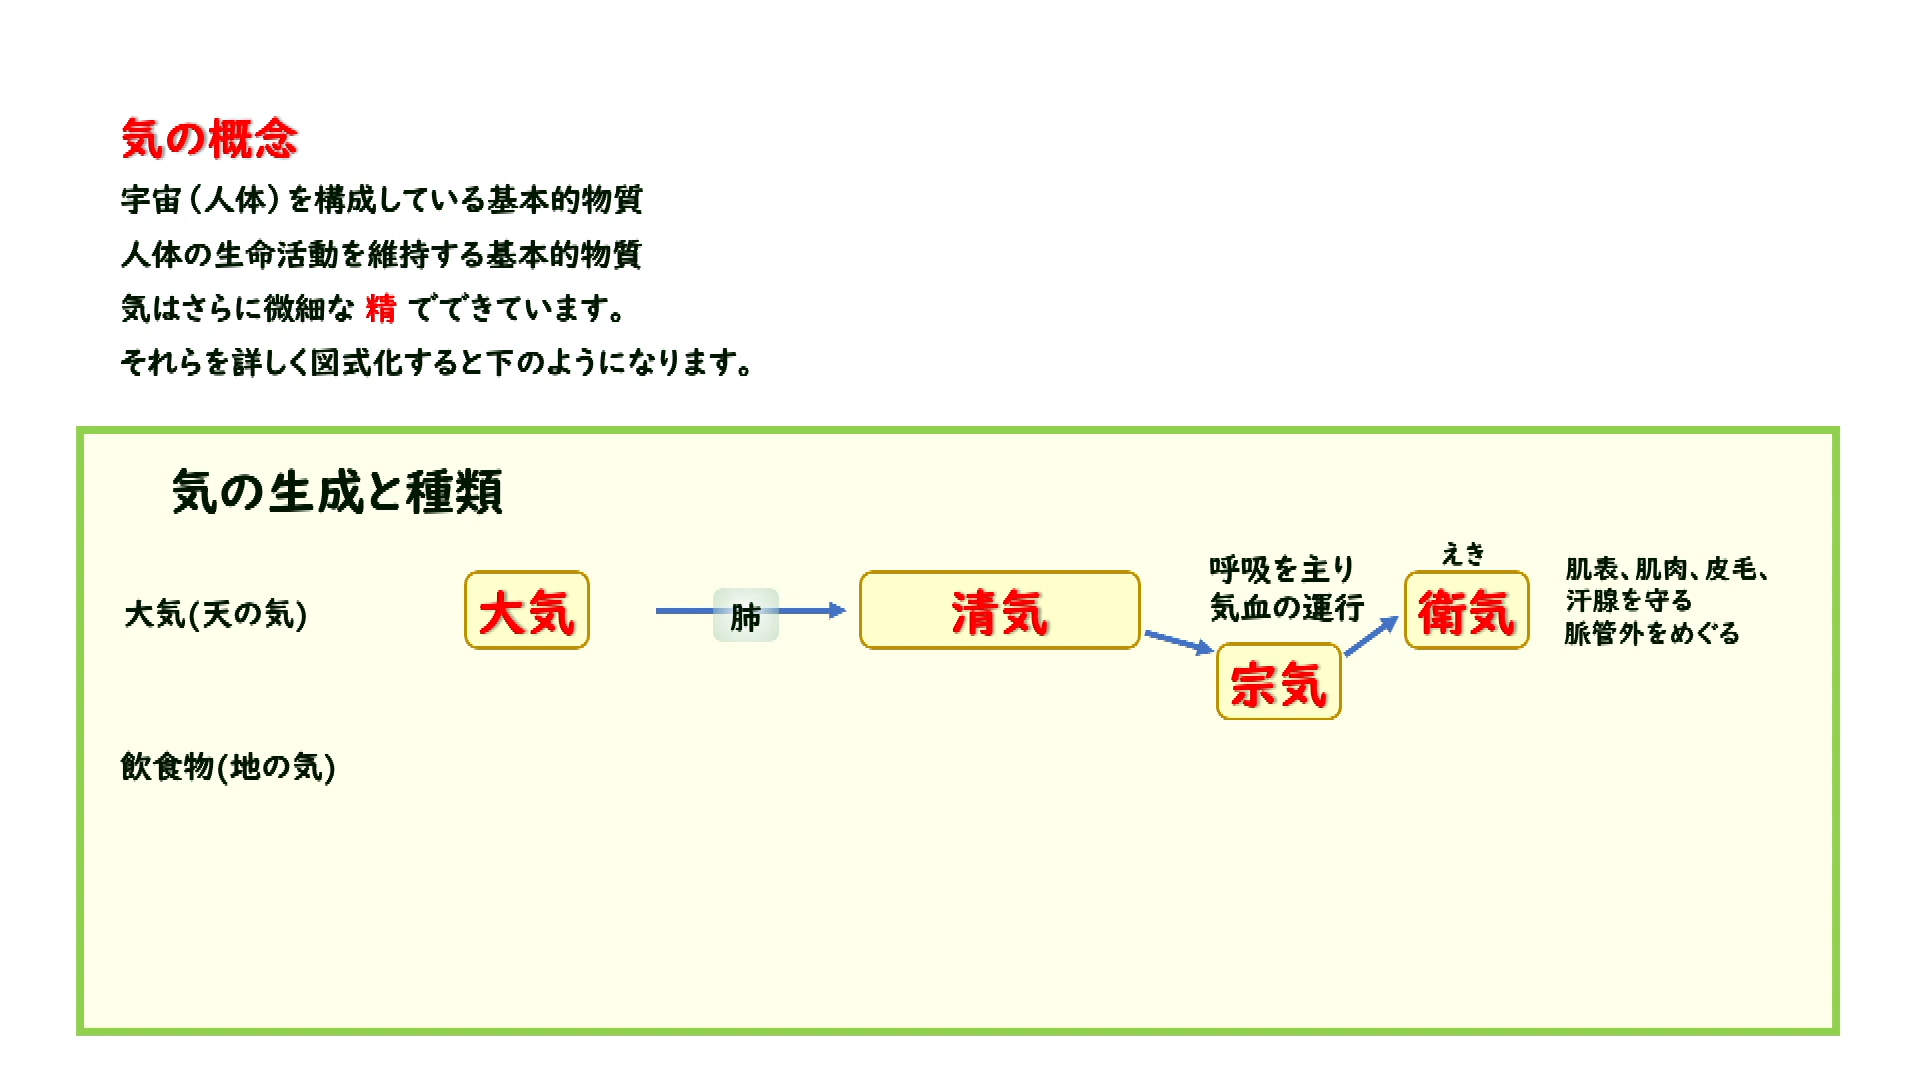 気の概念
宇宙（人体）を構成している基本的物質
人体の生命活動を維持する基本的物質
気はさらに微細な 精 でできています。
それらを詳しく図式化すると下のようになります。
気の生成と種類
大気(天の気)
大気
肺
清気
呼吸を主り
気血の運行
宗気
えき
衛気
肌表、肌肉、皮毛、
汗腺を守る
脈管外をめぐる
飲食物(地の気)